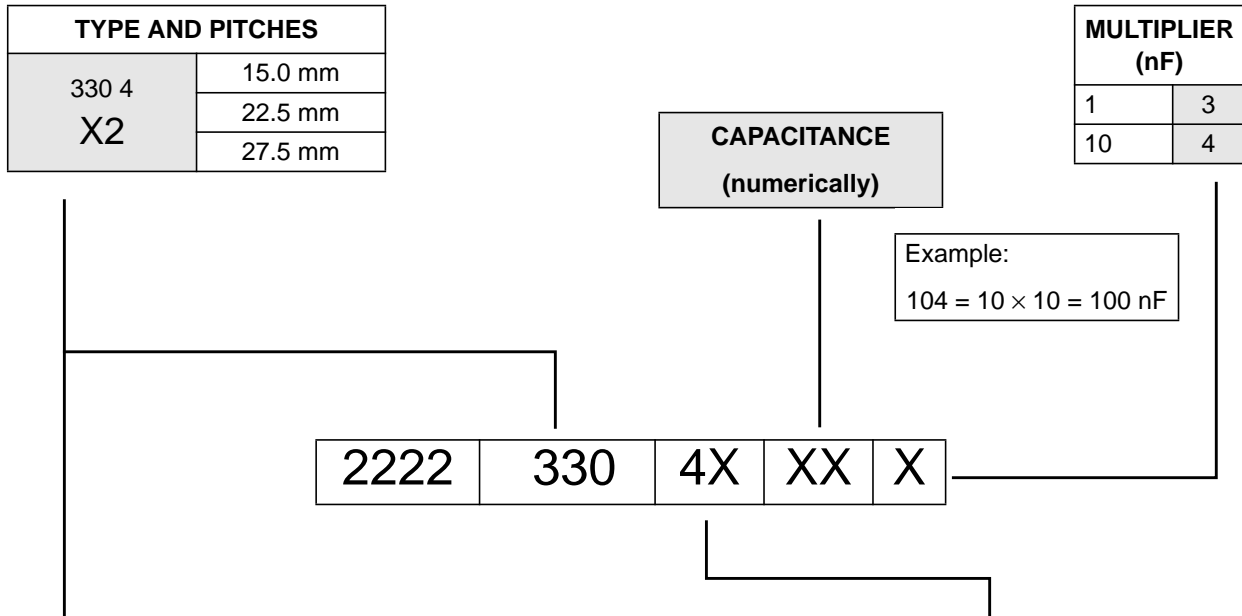 TYPE AND PITCHES
330 4
X2
15.0 mm
22.5 mm
27.5 mm
MULTIPLIER
(nF)
1 3
10 4
CAPACITANCE
(numerically)
Example:
104 = 10 × 10 = 100 nF
2222 330 4X XX X